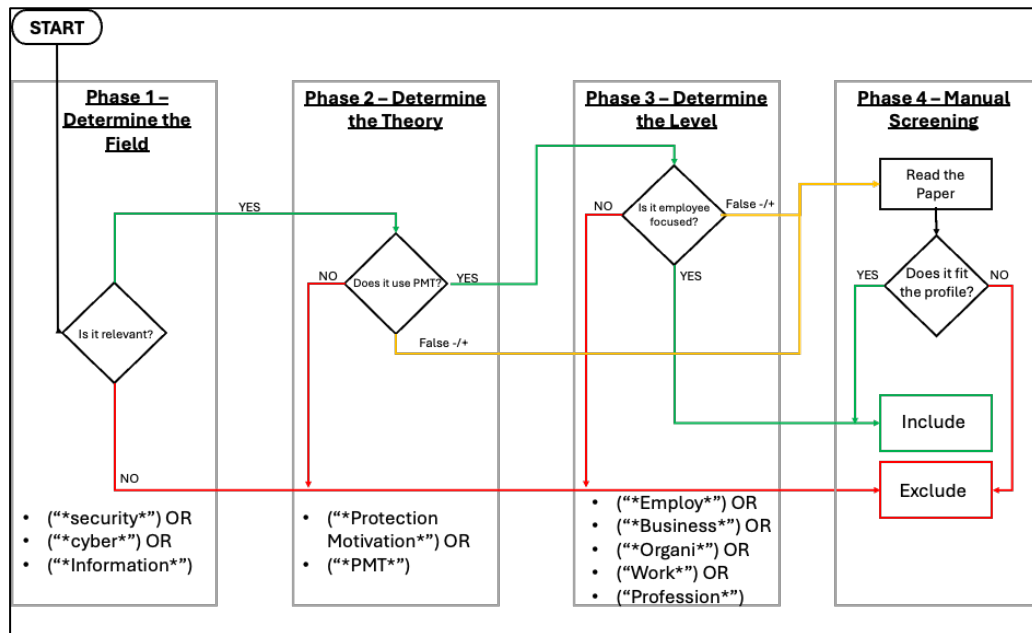 START
Phase 1 –
Determine the
Field
YES
Is it relevant?
NO
• (“*security*”) OR
• (“*cyber*”) OR
• (“*Information*”)
Phase 2 – Determine
the Theory
NO
Does it use PMT?
YES
False -/+
• (“*Protection
Motivation*”) OR
• (“*PMT*”)
Phase 3 – Determine
the Level
NO
Is it employee
focused?
False -/+
YES
• (“*Employ*”) OR
• (“*Business*”) OR
• (“*Organi*”) OR
• (“Work*”) OR
• (“Profession*”)
Phase 4 – Manual
Screening
Read the
Paper
YES
Does it fit
the profile?
NO
Include
Exclude